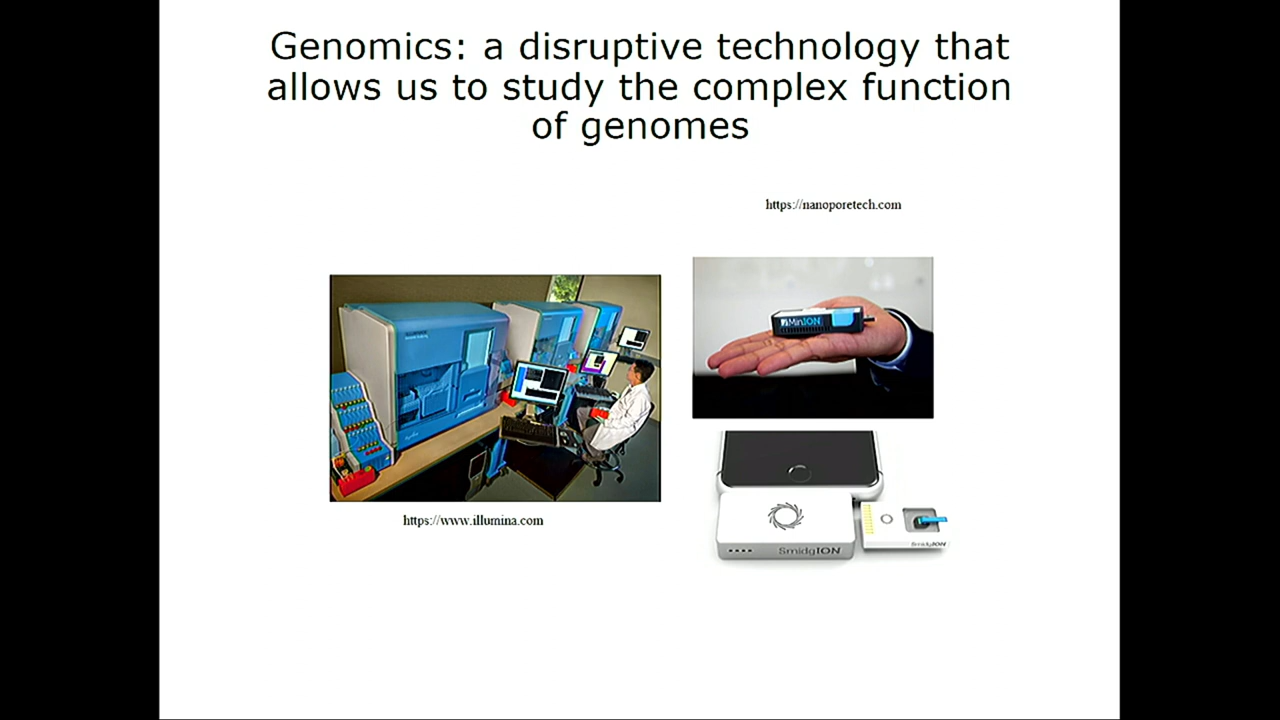 Genomics: a disruptive technology that
allows us to study the complex function
of genomes
https://nanoporetech.com
MinION
https://www.illumina.com
SmidgION
SmidgION